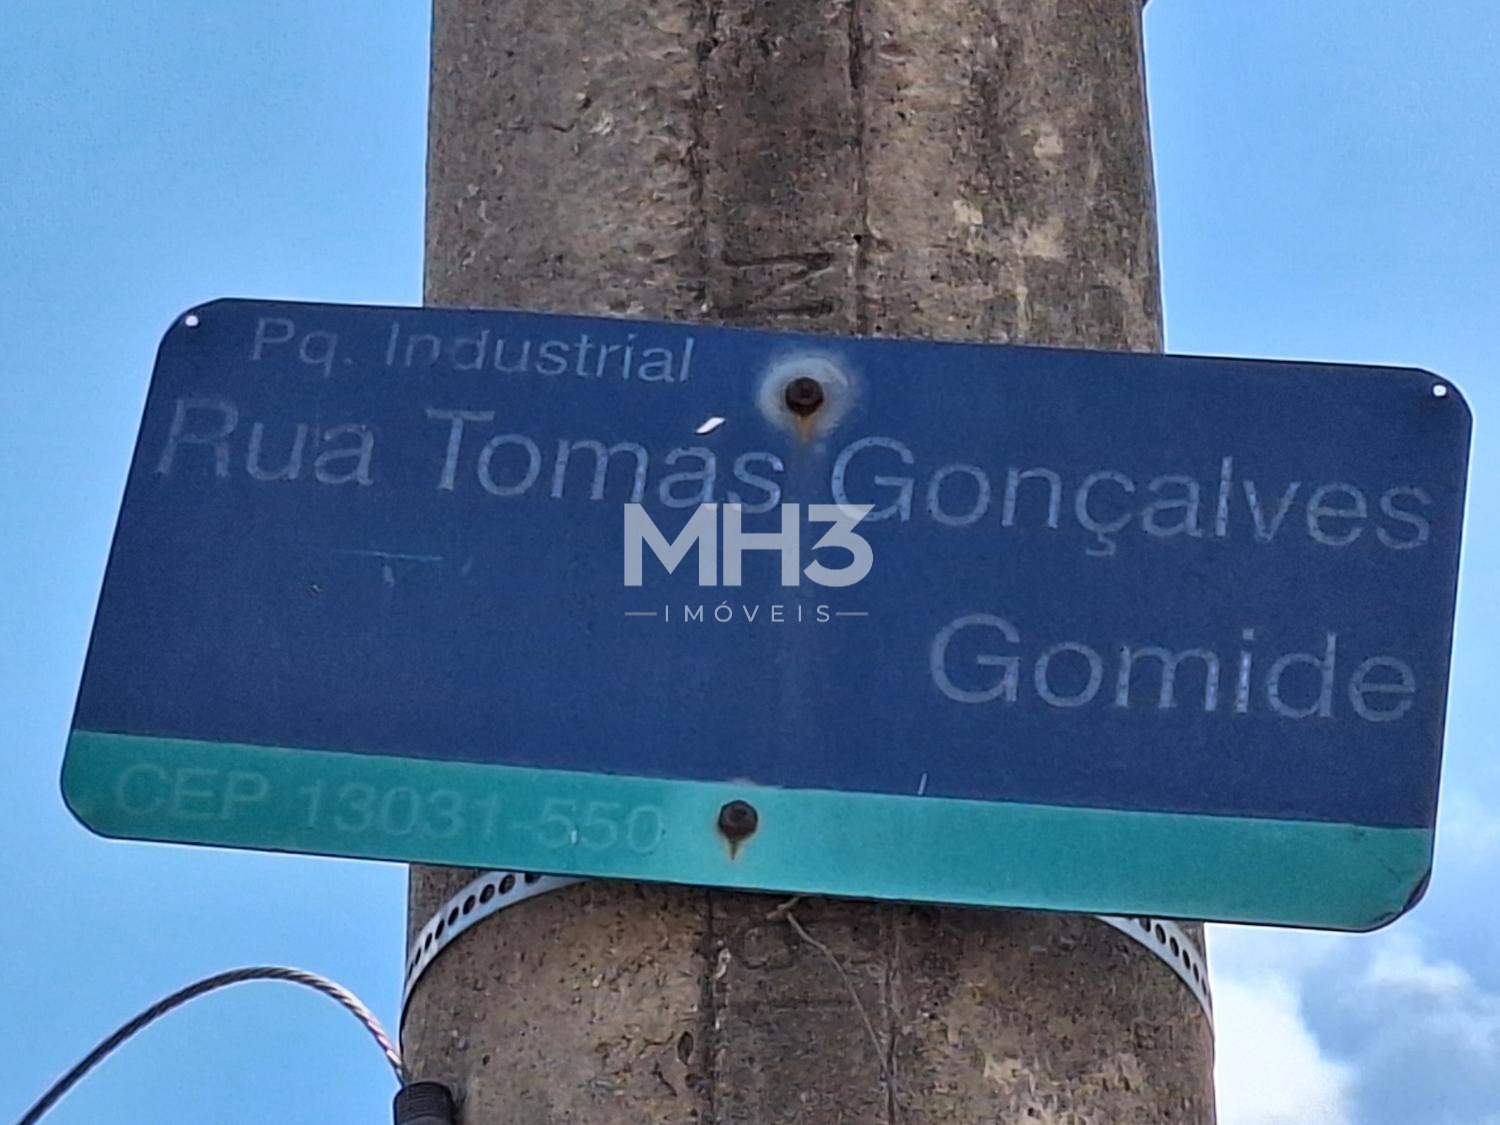 Pq. Industrial
Rua Tomás Gonçalves
Gomide
MH3
IMÓVEIS
CEP 13031-550